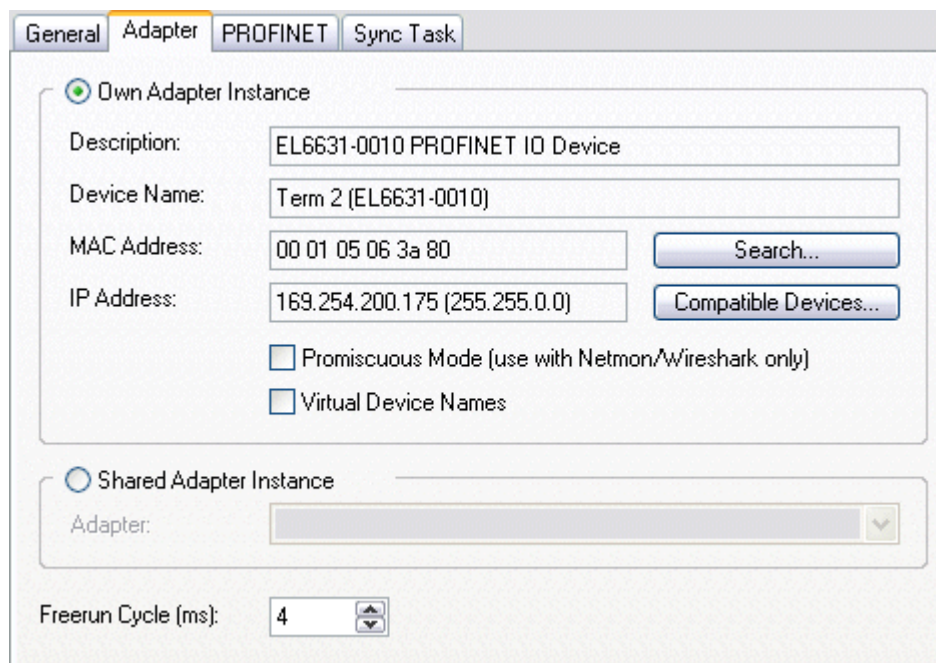 General Adapter PROFINET Sync Task
Own Adapter Instance
Description: EL6631-0010 PROFINET IO Device
Device Name: Term 2 (EL6631-0010)
MAC Address: 00 01 05 06 3a 80 Search...
IP Address: 169.254.200.175 (255.255.0.0) Compatible Devices...
Promiscuous Mode (use with Netmon/Wireshark only)
Virtual Device Names
Shared Adapter Instance
Adapter:
Freerun Cycle (ms): 4